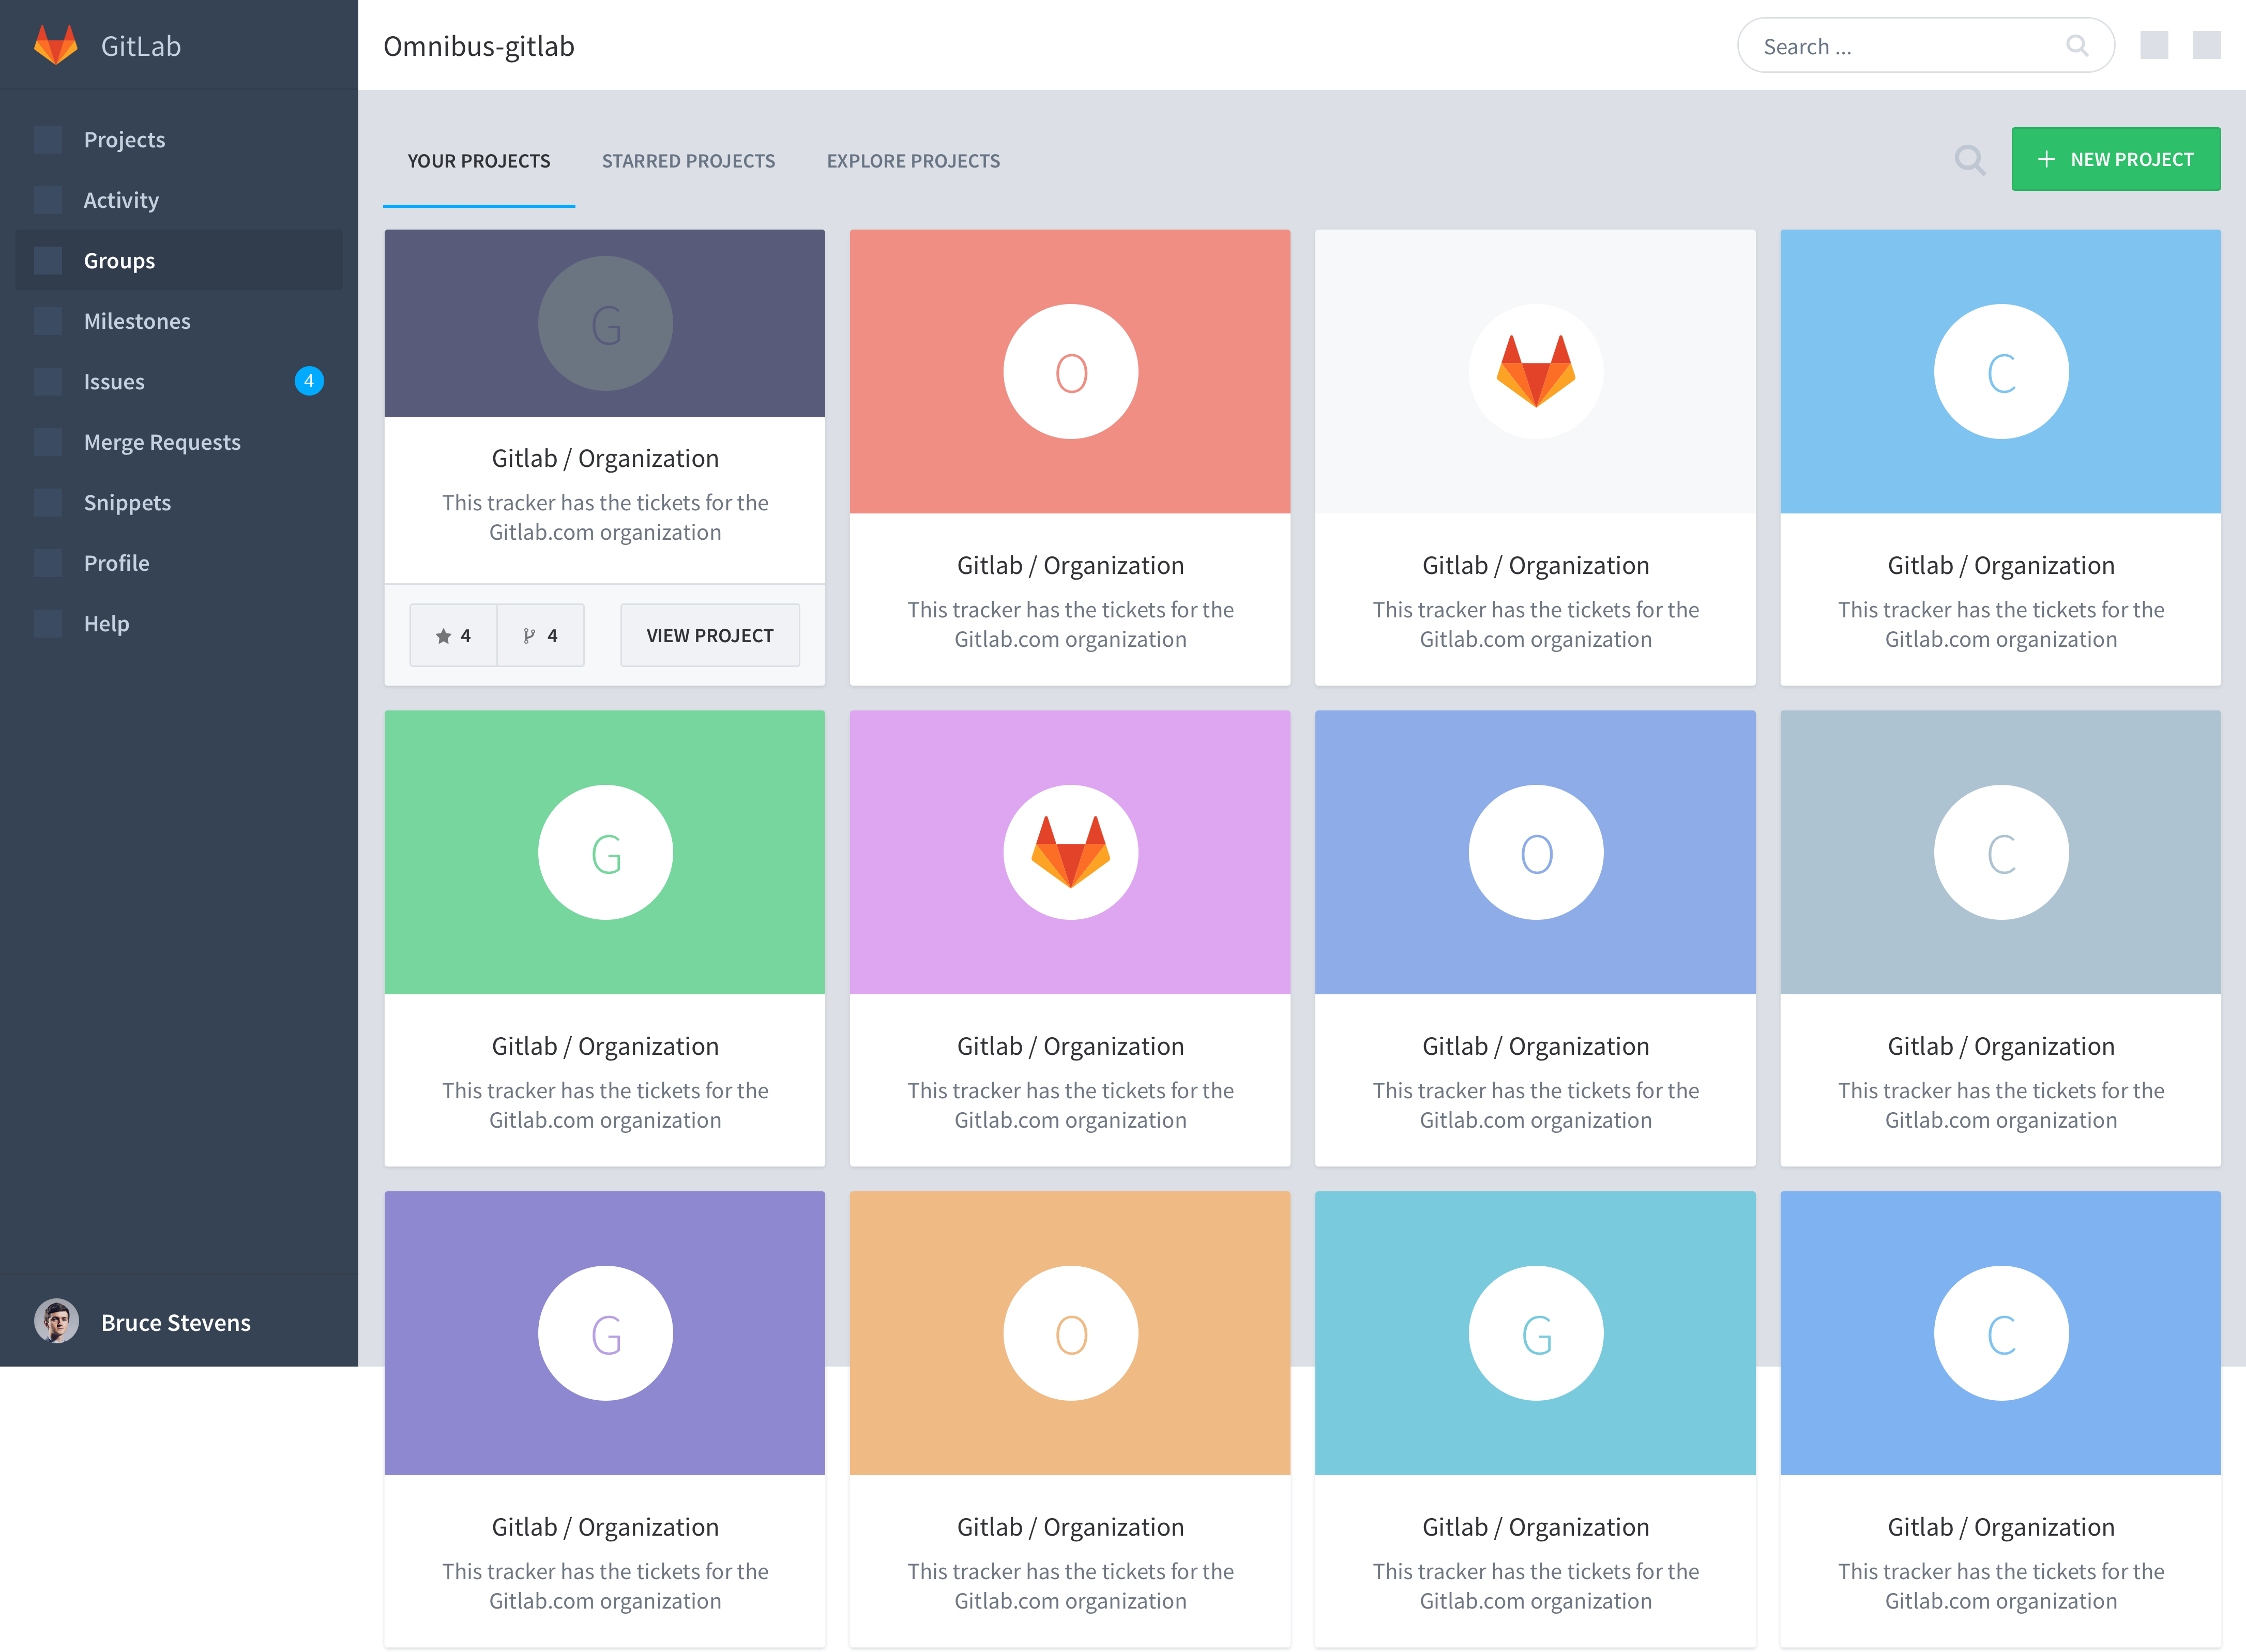 GitLab
Omnibus-gitlab
Search ...
Projects
Activity
Groups
Milestones
Issues
4
Merge Requests
Snippets
Profile
Help
Bruce Stevens
YOUR PROJECTS
STARRED PROJECTS
EXPLORE PROJECTS
+ NEW PROJECT
G
Gitlab / Organization
This tracker has the tickets for the
Gitlab.com organization
4
4
VIEW PROJECT
O
Gitlab / Organization
This tracker has the tickets for the
Gitlab.com organization
Gitlab / Organization
This tracker has the tickets for the
Gitlab.com organization
C
Gitlab / Organization
This tracker has the tickets for the
Gitlab.com organization
G
Gitlab / Organization
This tracker has the tickets for the
Gitlab.com organization
Gitlab / Organization
This tracker has the tickets for the
Gitlab.com organization
O
Gitlab / Organization
This tracker has the tickets for the
Gitlab.com organization
C
Gitlab / Organization
This tracker has the tickets for the
Gitlab.com organization
G
Gitlab / Organization
This tracker has the tickets for the
Gitlab.com organization
O
Gitlab / Organization
This tracker has the tickets for the
Gitlab.com organization
G
Gitlab / Organization
This tracker has the tickets for the
Gitlab.com organization
C
Gitlab / Organization
This tracker has the tickets for the
Gitlab.com organization